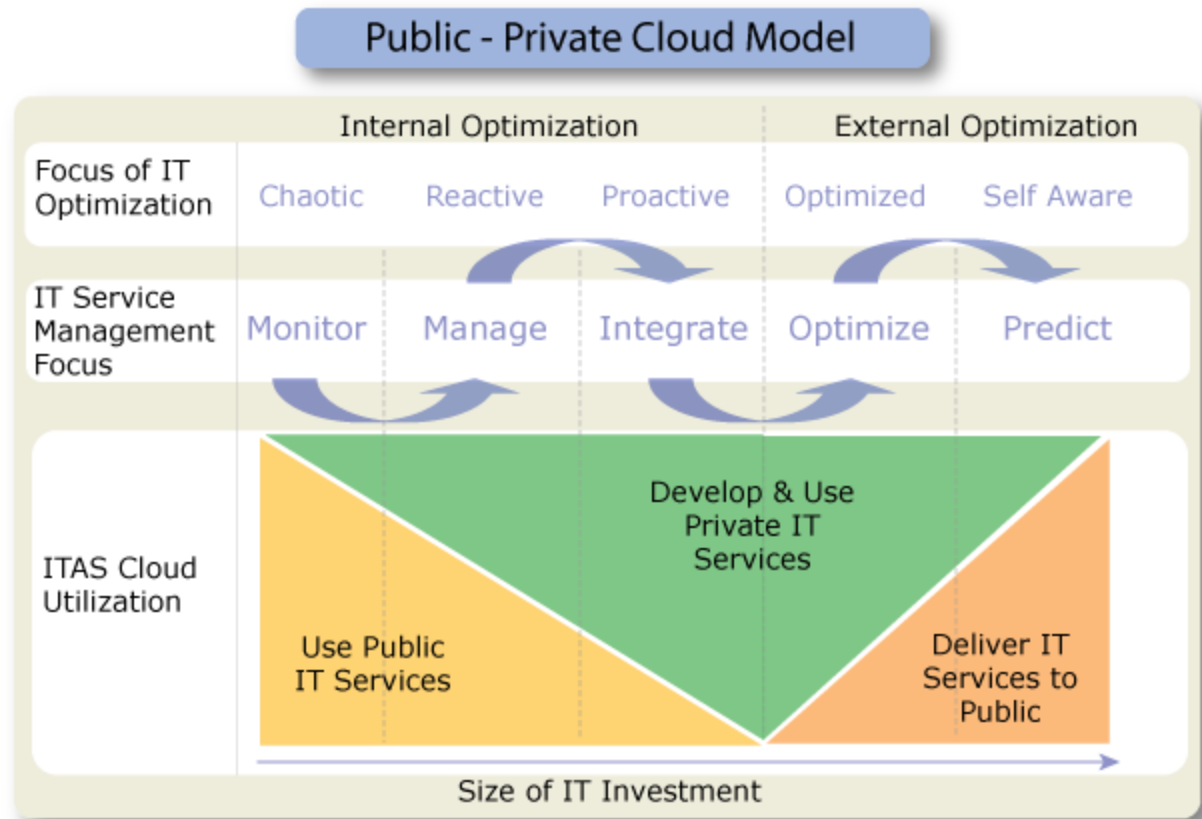 Public - Private Cloud Model
Internal Optimization
External Optimization
Focus of IT
Optimization
Chaotic
Reactive
Proactive
Optimized
Self Aware
IT Service
Management
Focus
Monitor
Manage
Integrate
Optimize
Predict
ITAS Cloud
Utilization
Use Public
IT Services
Develop & Use
Private IT
Services
Deliver IT
Services to
Public
Size of IT Investment